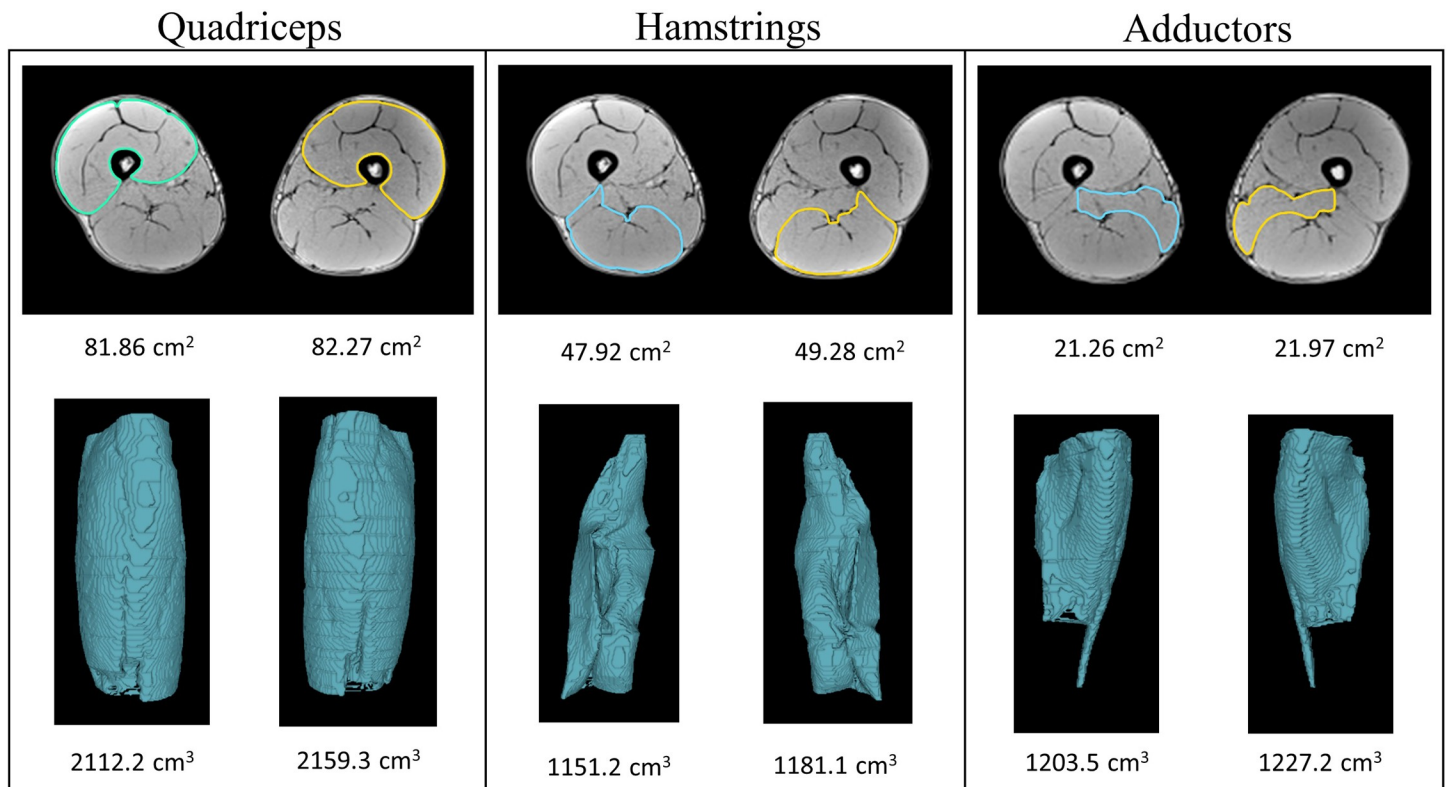 Quadriceps
Hamstrings
Adductors
81.86 cm²
82.27 cm²
47.92 cm²
49.28 cm²
21.26 cm²
21.97 cm²
2112.2 cm³
2159.3 cm³
1151.2 cm³
1181.1 cm³
1203.5 cm³
1227.2 cm³